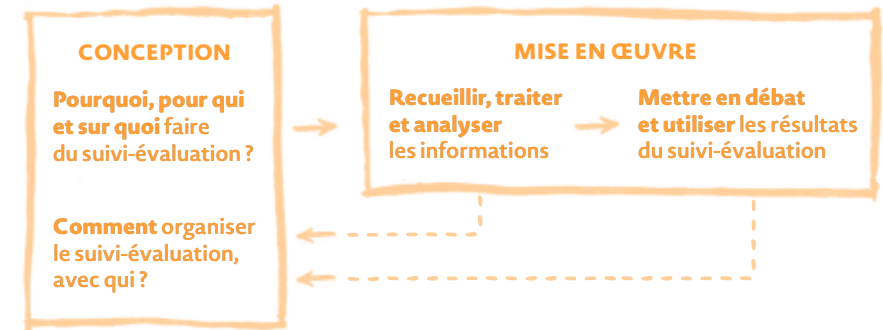 CONCEPTION
Pourquoi, pour qui
et sur quoi faire
du suivi-évaluation ?
Comment organiser
le suivi-évaluation,
avec qui ?
MISE EN ŒUVRE
Recueillir, traiter
et analyser
les informations
Mettre en débat
et utiliser les résultats
du suivi-évaluation